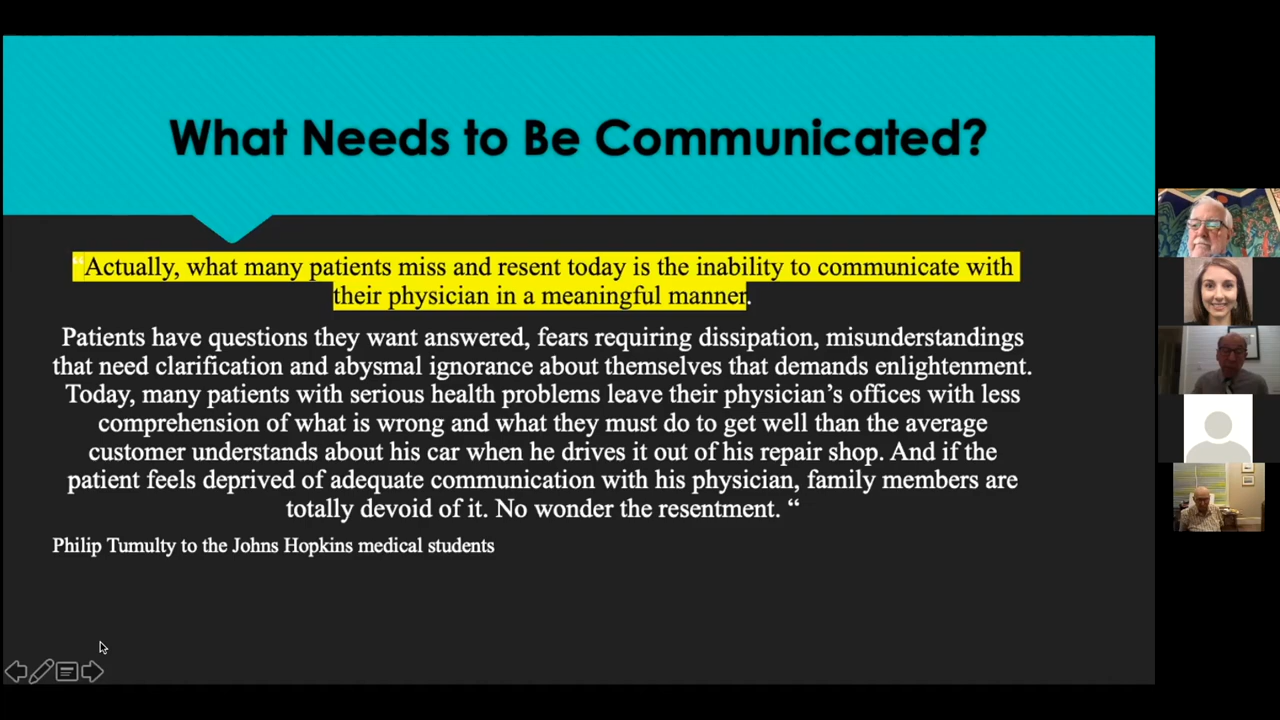 What Needs to Be Communicated?
“Actually, what many patients miss and resent today is the inability to communicate with
their physician in a meaningful manner.
Patients have questions they want answered, fears requiring dissipation, misunderstandings
that need clarification and abysmal ignorance about themselves that demands enlightenment.
Today, many patients with serious health problems leave their physician’s offices with less
comprehension of what is wrong and what they must do to get well than the average
customer understands about his car when he drives it out of his repair shop. And if the
patient feels deprived of adequate communication with his physician, family members are
totally devoid of it. No wonder the resentment. “
Philip Tumulty to the Johns Hopkins medical students